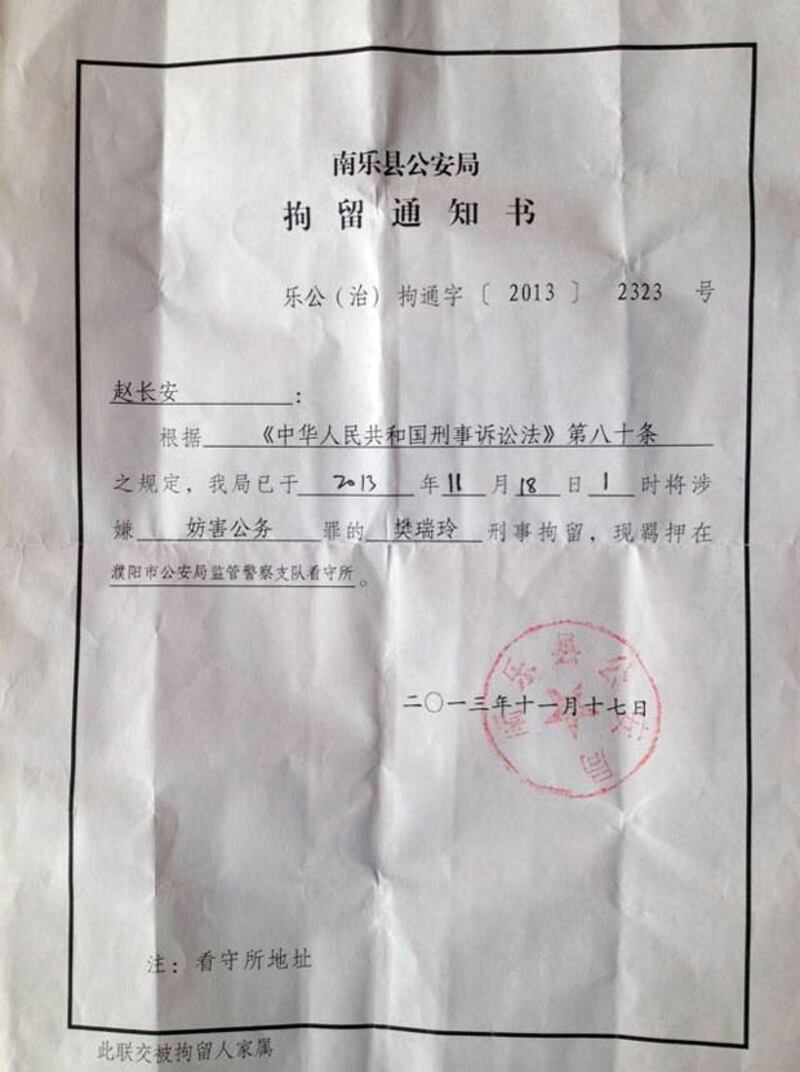 南乐县公安局
拘留通知书
乐公（治）拘通字〔 2013 〕 2323 号
赵长安：
根据《中华人民共和国刑事诉讼法》第八十条
之规定，我局已于 2013 年 11 月 18 日 1 时将涉
嫌 妨害公务 罪的 樊瑞玲 刑事拘留，现羁押在
濮阳市公安局监管警察支队看守所。
南乐县公安局
二〇一三年十一月十七日
注：看守所地址
此联交被拘留人家属